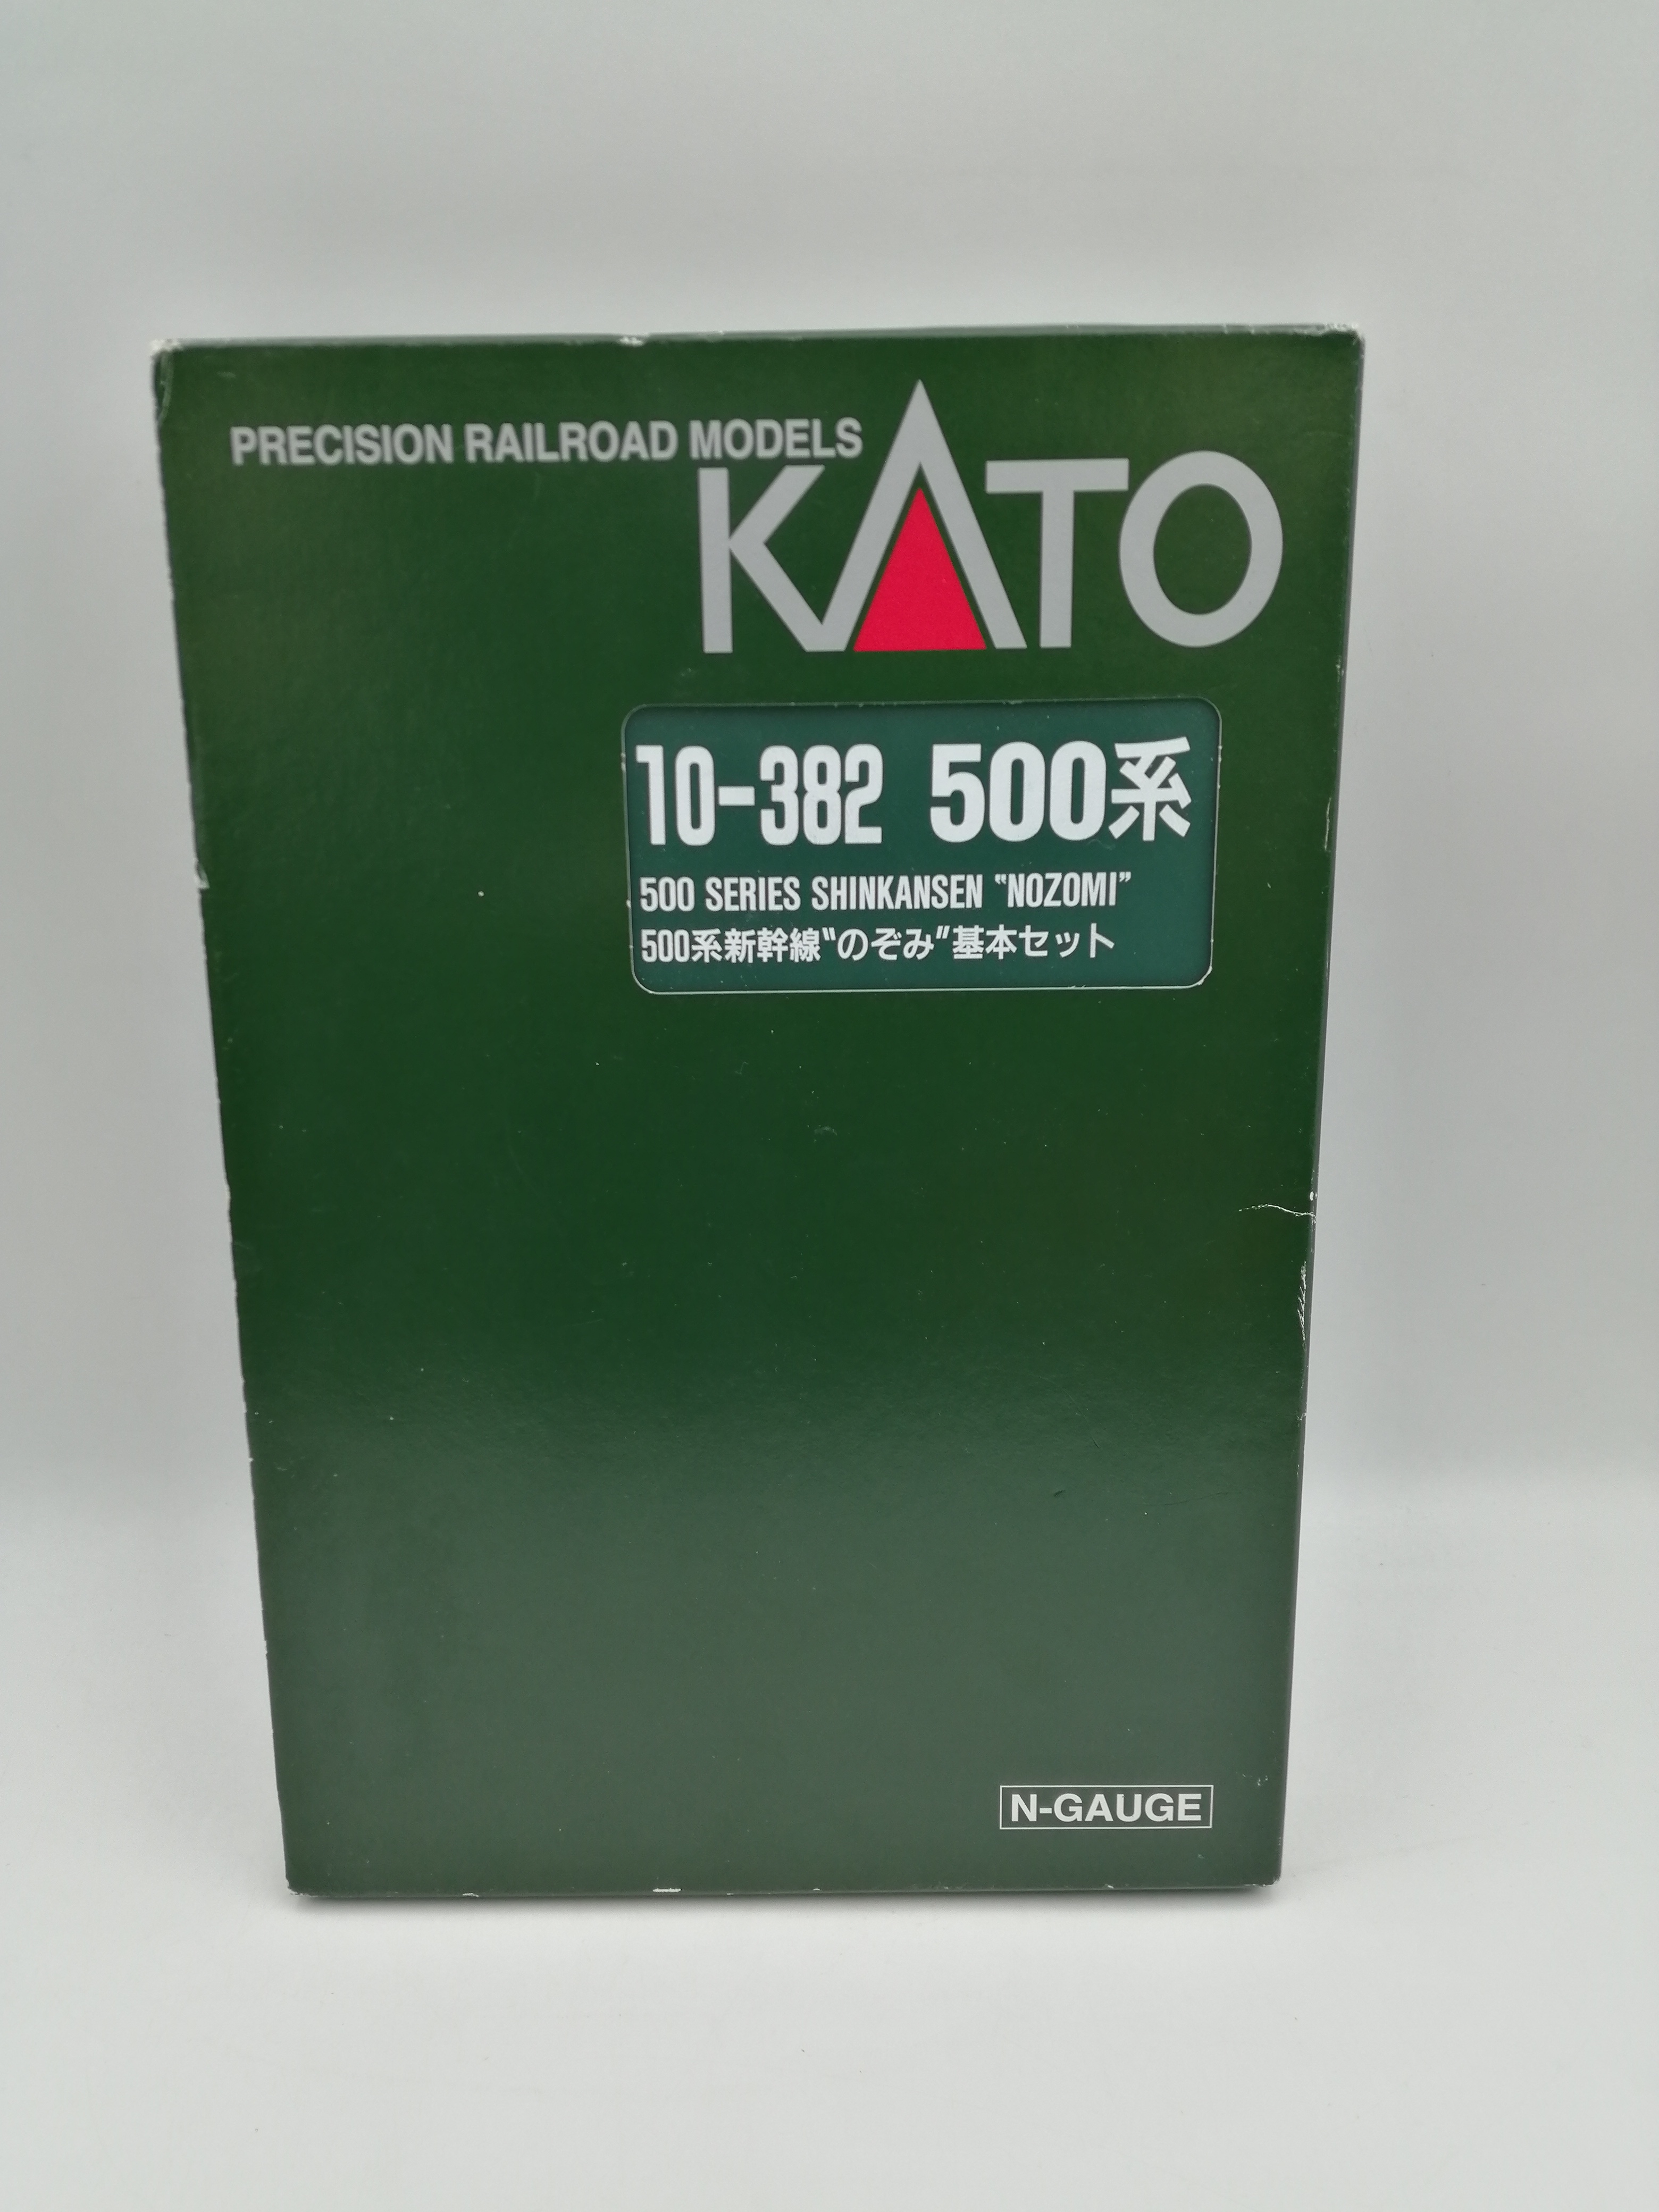 PRECISION RAILROAD MODELS
KATO
10-382 500系
500 SERIES SHINKANSEN "NOZOMI"
500系新幹線"のぞみ"基本セット
N-GAUGE